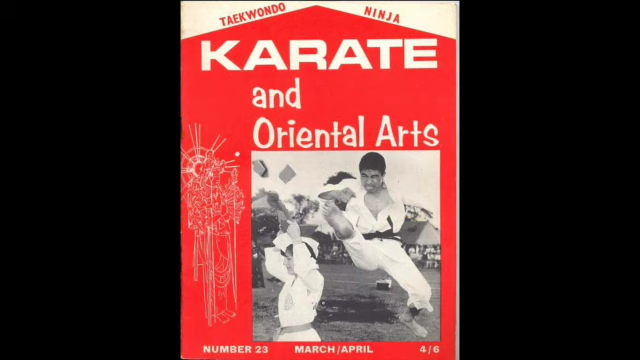 TAEKWONDO NINJA
KARATE
and
Oriental Arts
NUMBER 23 MARCH/APRIL 4/6